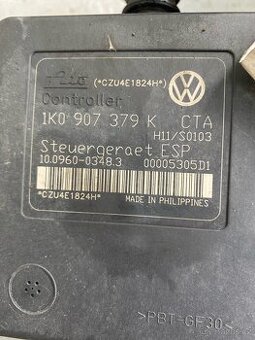 (*CZU4E1824H*)
Controller
1K0 907 379 K CTA
H11/S0103
Steuergeraet ESP
10.0960-0348.3 00005305D1
*CZU4E1824H*
MADE IN PHILIPPINES
>PBT-GF30<